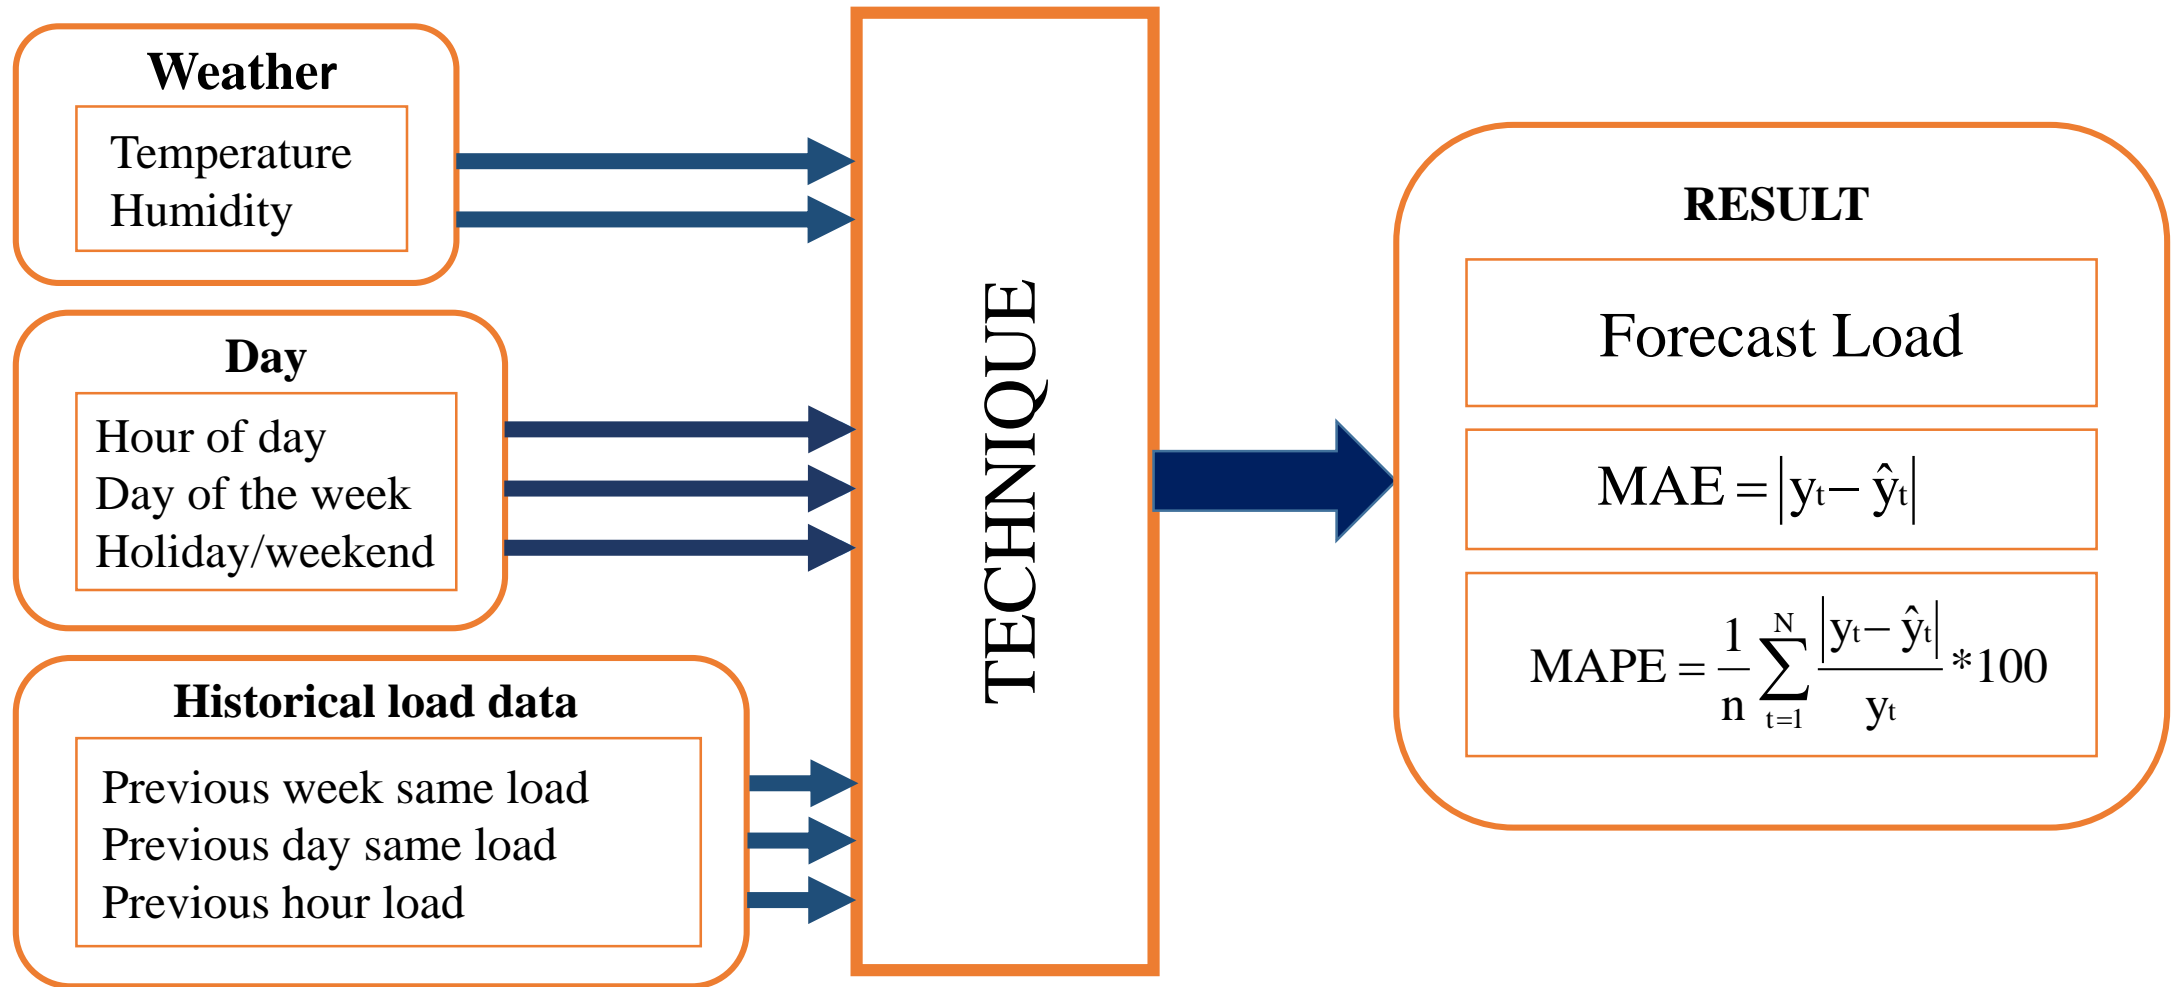 Weather
Temperature
Humidity
Day
Hour of day
Day of the week
Holiday/weekend
Historical load data
Previous week same load
Previous day same load
Previous hour load
TECHNIQUE
RESULT
Forecast Load
MAE = |yt − ŷt|
MAPE = 1/n ∑ t=1 N |yt − ŷt| / yt *100